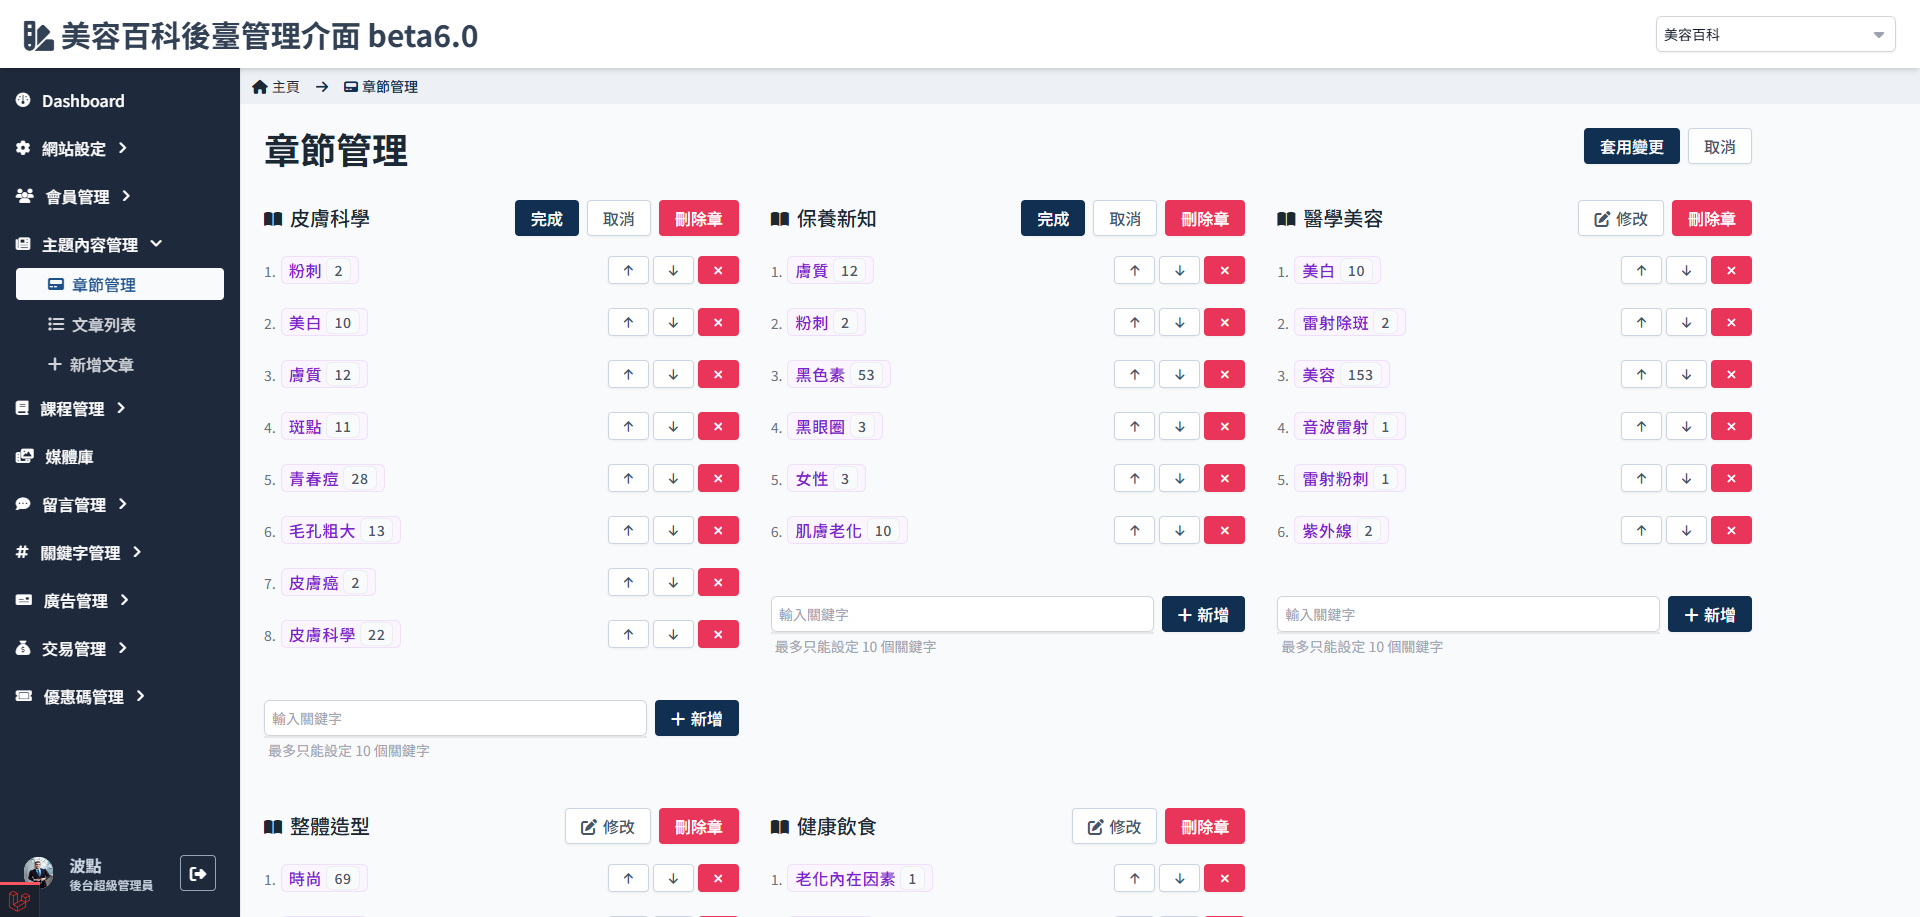 美容百科後臺管理介面 beta6.0
美容百科
Dashboard
網站設定
會員管理
主題內容管理
章節管理
文章列表
新增文章
課程管理
媒體庫
留言管理
關鍵字管理
廣告管理
交易管理
優惠碼管理
波點
後台超級管理員
主頁 → 章節管理
章節管理
套用變更 取消
皮膚科學 完成 取消 刪除章
1. 粉刺 2
2. 美白 10
3. 膚質 12
4. 斑點 11
5. 青春痘 28
6. 毛孔粗大 13
7. 皮膚癌 2
8. 皮膚科學 22
輸入關鍵字 + 新增
最多只能設定 10 個關鍵字
保養新知 完成 取消 刪除章
1. 膚質 12
2. 粉刺 2
3. 黑色素 53
4. 黑眼圈 3
5. 女性 3
6. 肌膚老化 10
輸入關鍵字 + 新增
最多只能設定 10 個關鍵字
醫學美容 修改 刪除章
1. 美白 10
2. 雷射除斑 2
3. 美容 153
4. 音波雷射 1
5. 雷射粉刺 1
6. 紫外線 2
輸入關鍵字 + 新增
最多只能設定 10 個關鍵字
整體造型 修改 刪除章
1. 時尚 69
健康飲食 修改 刪除章
1. 老化內在因素 1